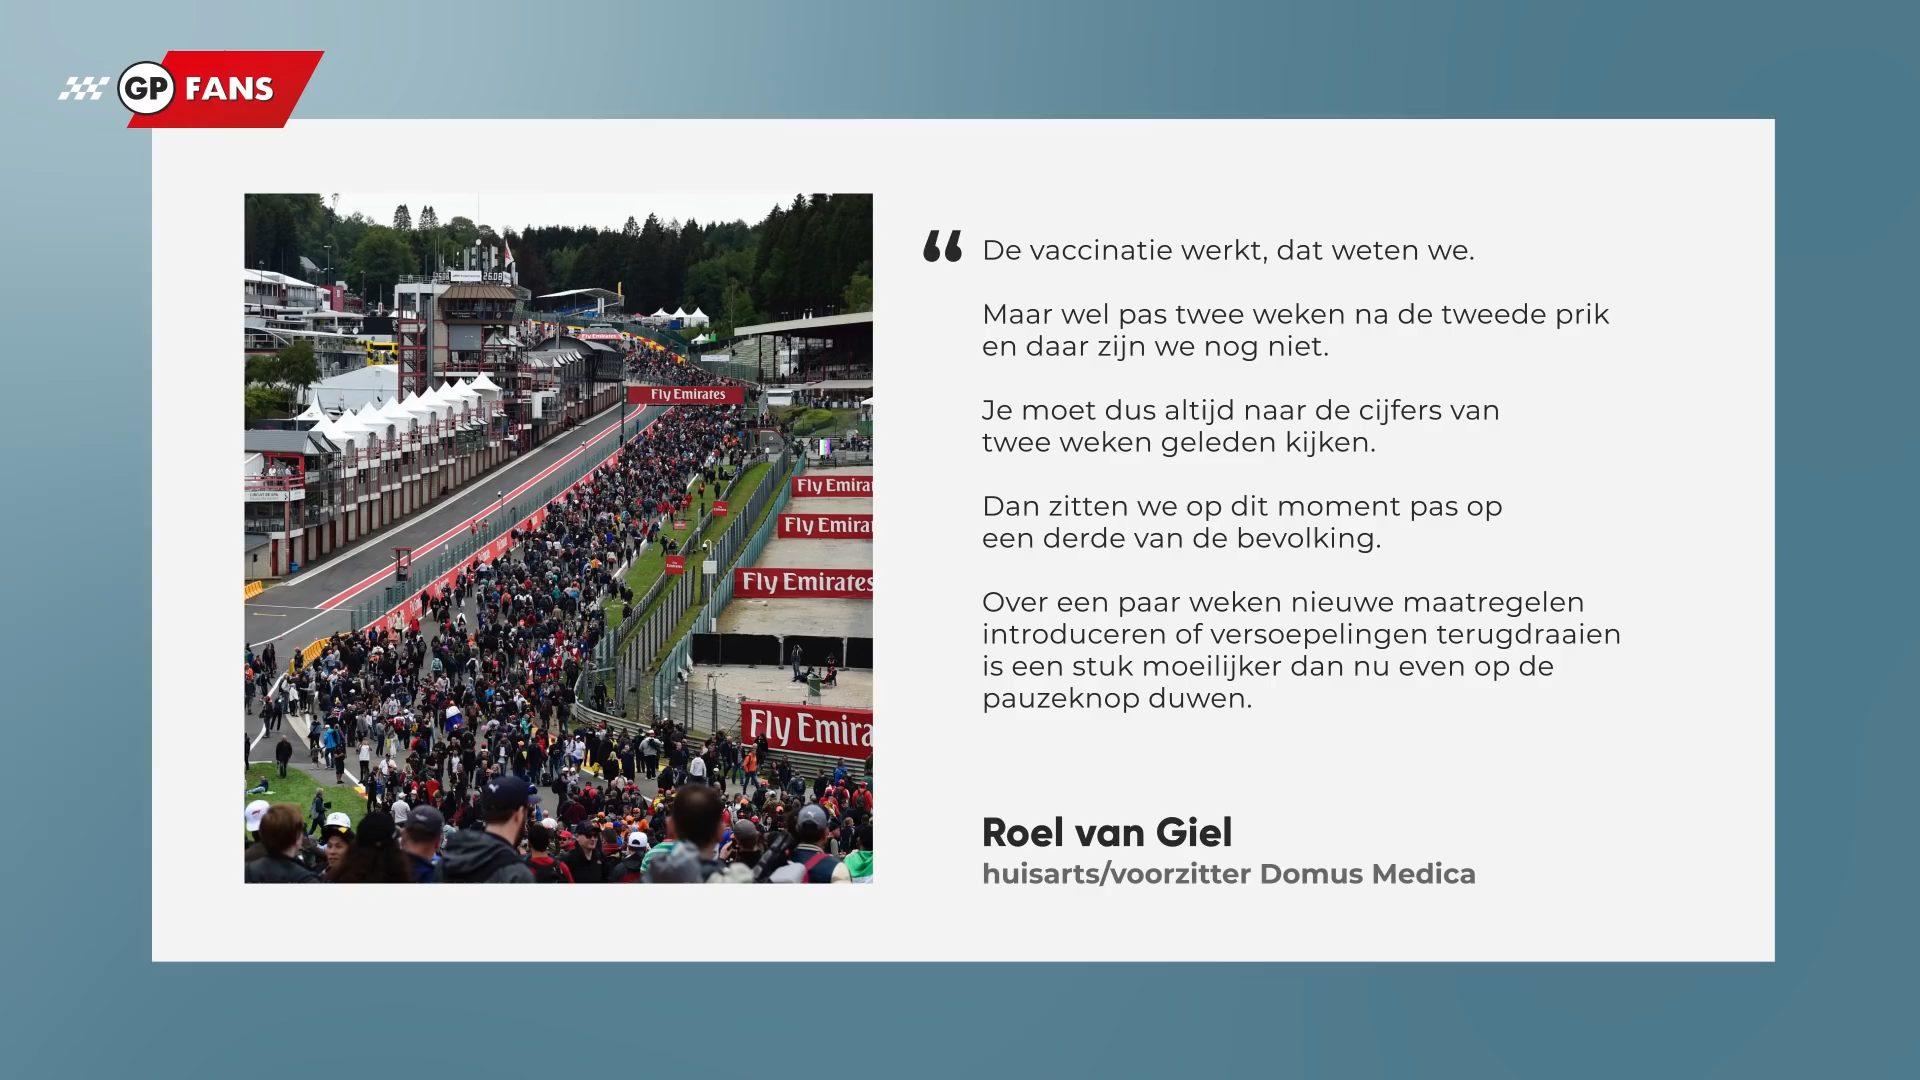 GP FANS
De vaccinatie werkt, dat weten we.
Maar wel pas twee weken na de tweede prik
en daar zijn we nog niet.
Je moet dus altijd naar de cijfers van
twee weken geleden kijken.
Dan zitten we op dit moment pas op
een derde van de bevolking.
Over een paar weken nieuwe maatregelen
introduceren of versoepelingen terugdraaien
is een stuk moeilijker dan nu even op de
pauzeknop duwen.
Roel van Giel
huisarts/voorzitter Domus Medica
Fly Emirates
Fly Emira
Fly Emira
Fly Emirates
Fly Emira